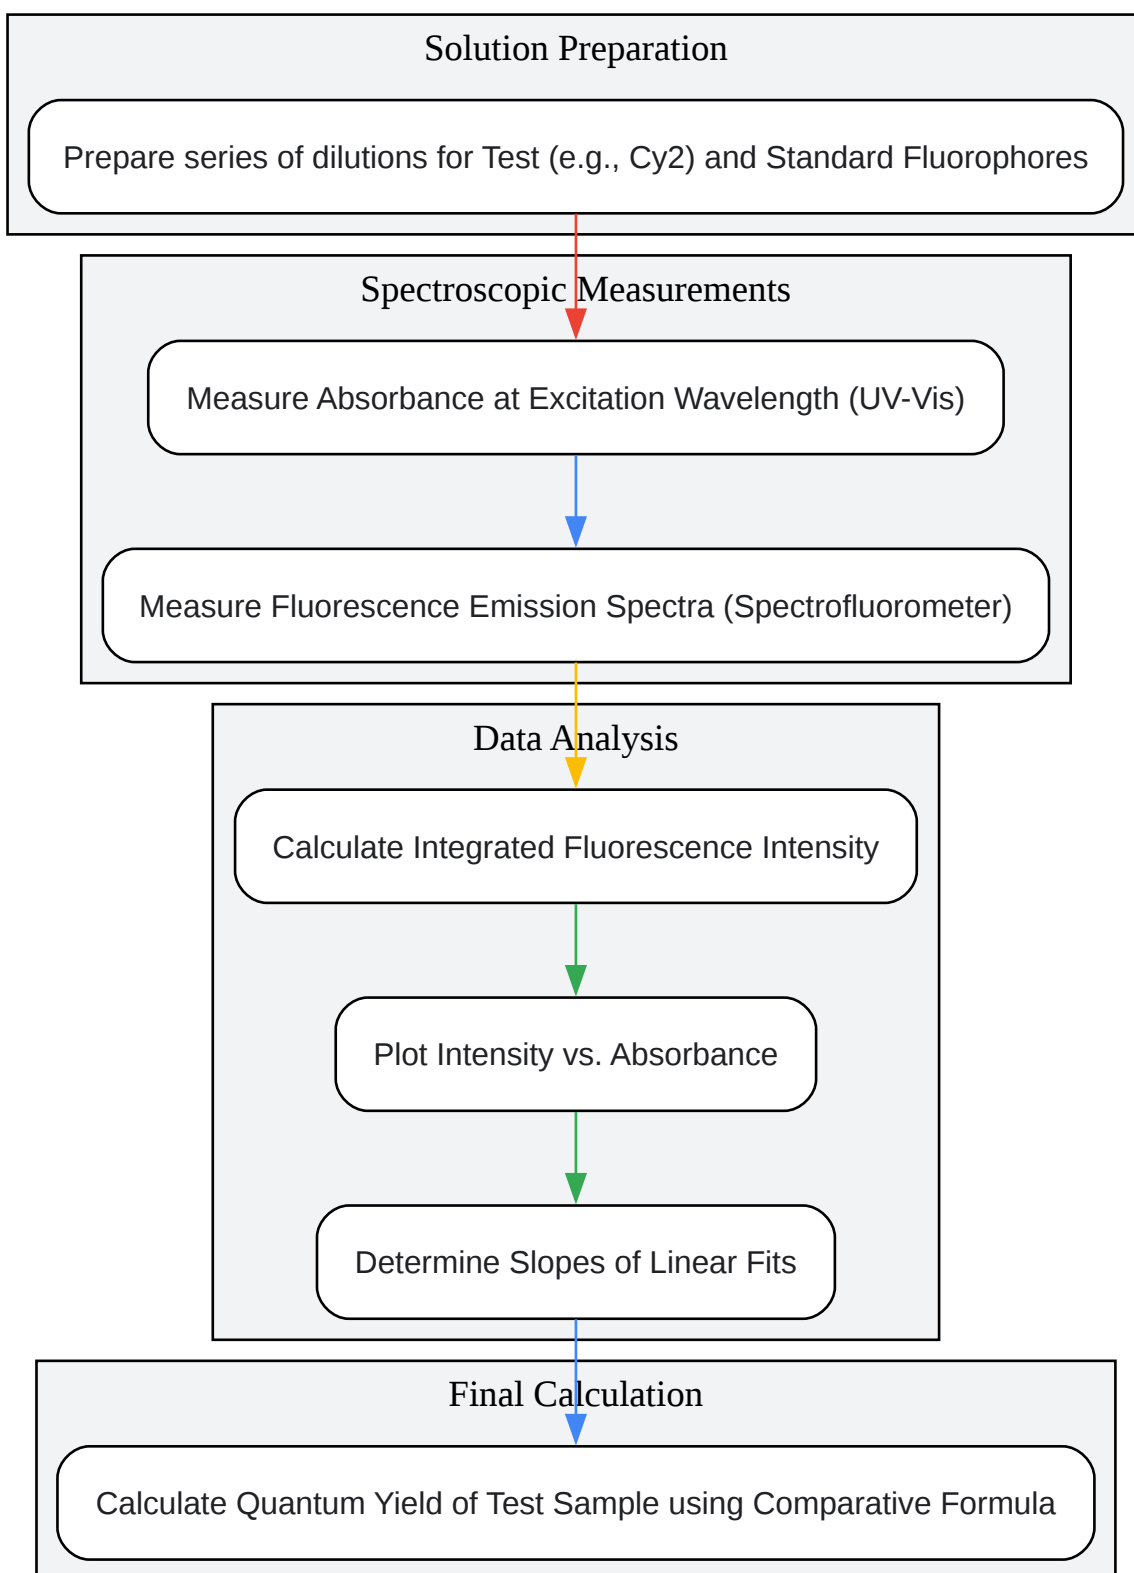 Solution Preparation
Prepare series of dilutions for Test (e.g., Cy2) and Standard Fluorophores
Spectroscopic Measurements
Measure Absorbance at Excitation Wavelength (UV-Vis)
Measure Fluorescence Emission Spectra (Spectrofluorometer)
Data Analysis
Calculate Integrated Fluorescence Intensity
Plot Intensity vs. Absorbance
Determine Slopes of Linear Fits
Final Calculation
Calculate Quantum Yield of Test Sample using Comparative Formula